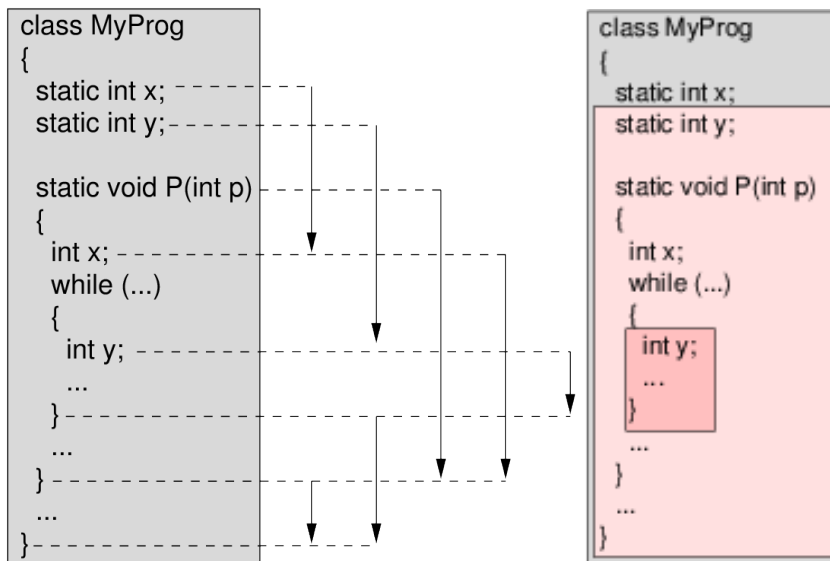 class MyProg
{
static int x;
static int y;
static void P(int p)
{
int x;
while (...)
{
int y;
...
}
...
}
...
}
class MyProg
{
static int x;
static int y;
static void P(int p)
{
int x;
while (...)
{
int y;
...
}
...
}
...
}